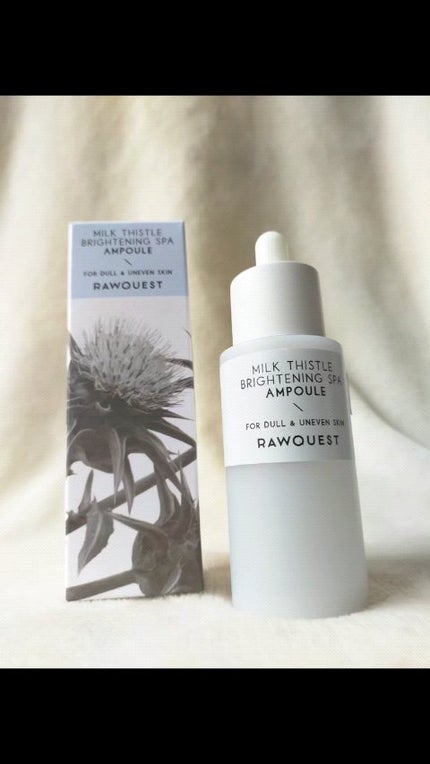 MILK THISTLE
BRIGHTENING SPA
AMPOULE
FOR DULL & UNEVEN SKIN
RAWQUEST
MILK THISTLE
BRIGHTENING SPA
AMPOULE
FOR DULL & UNEVEN SKIN
RAWQUEST